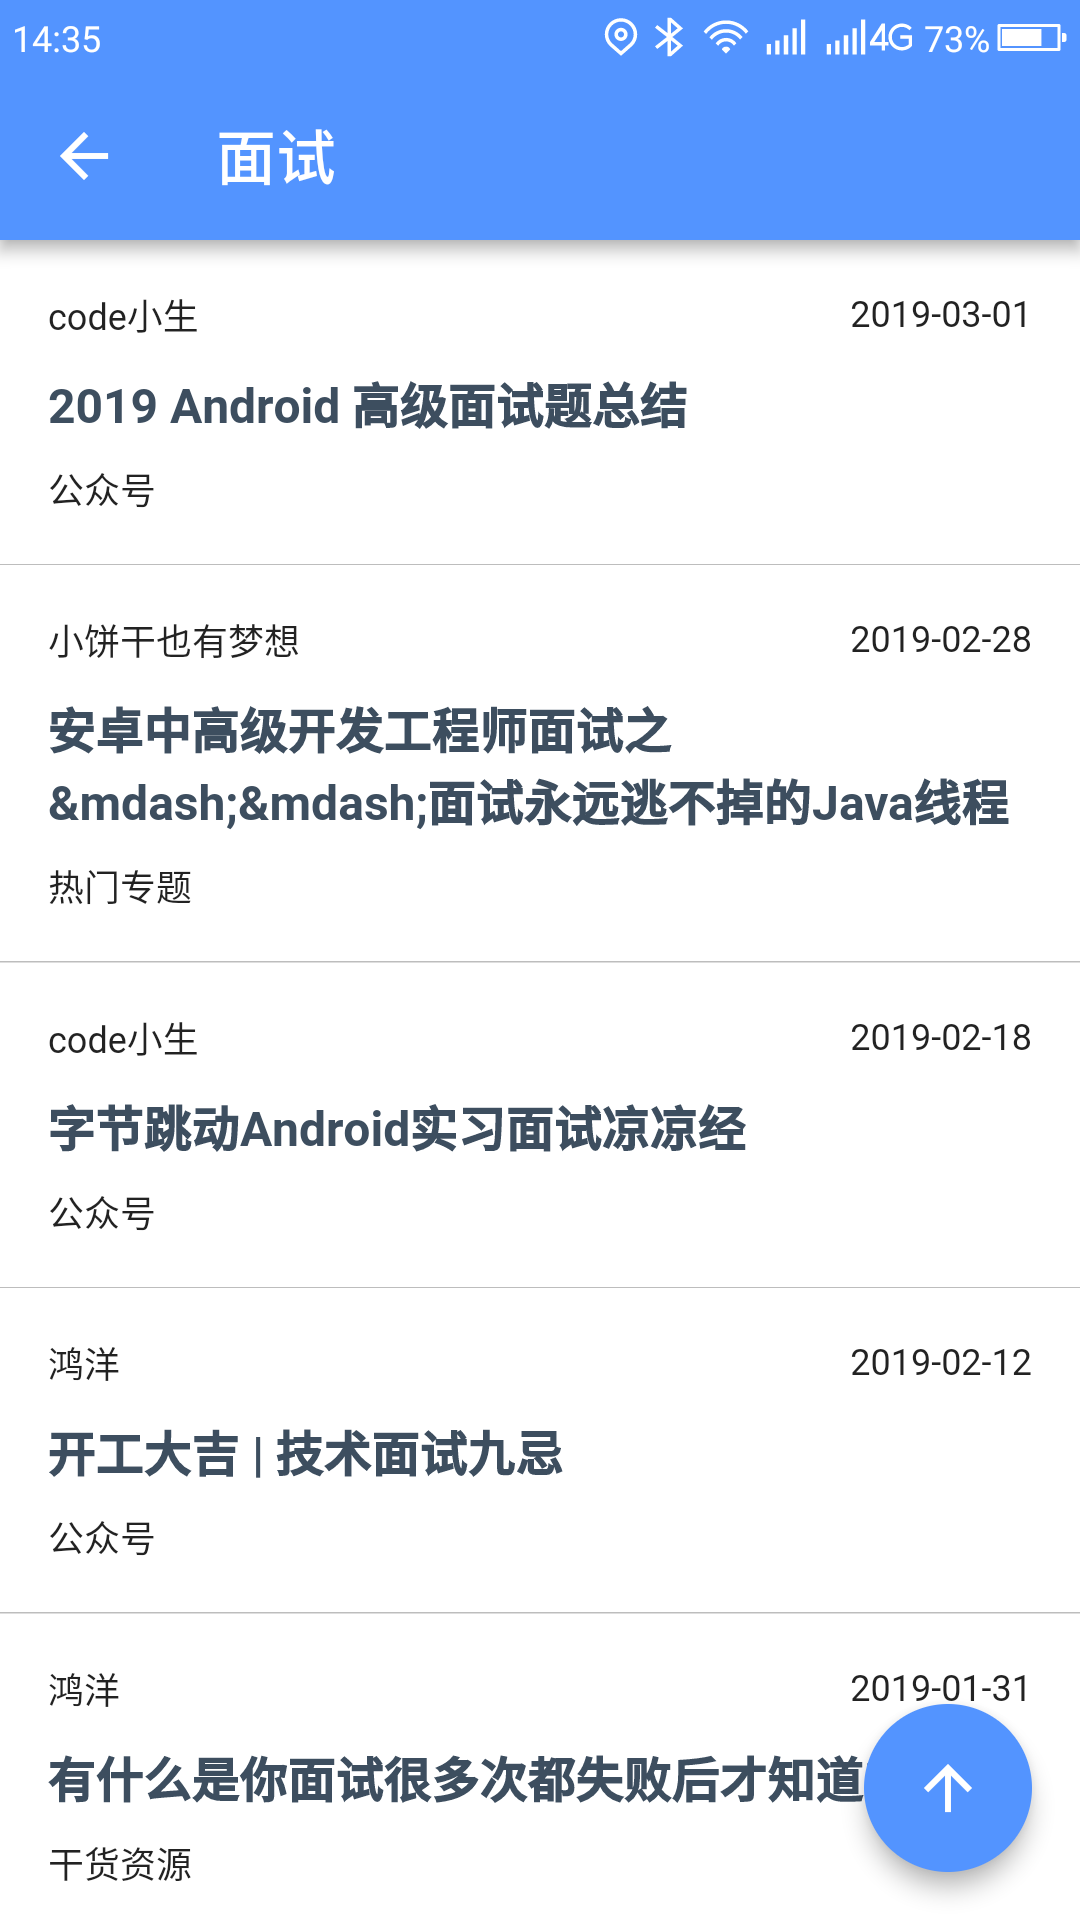 14:35
4G 73%
面试
code小生
2019-03-01
2019 Android 高级面试题总结
公众号
小饼干也有梦想
2019-02-28
安卓中高级开发工程师面试之
&mdash;&mdash;面试永远逃不掉的Java线程
热门专题
code小生
2019-02-18
字节跳动Android实习面试凉凉经
公众号
鸿洋
2019-02-12
开工大吉 | 技术面试九忌
公众号
鸿洋
2019-01-31
有什么是你面试很多次都失败后才知道
干货资源